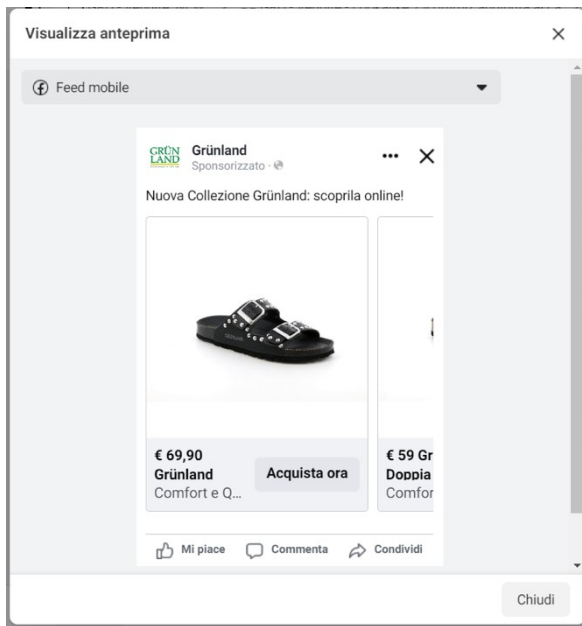 Visualizza anteprima
Feed mobile
GRÜN
LAND
Grünland
Sponsorizzato ·
Nuova Collezione Grünland: scoprila online!
€ 69,90
Grünland
Comfort e Q...
Acquista ora
€ 59 Gr
Doppia
Comfor
Mi piace
Commenta
Condividi
Chiudi